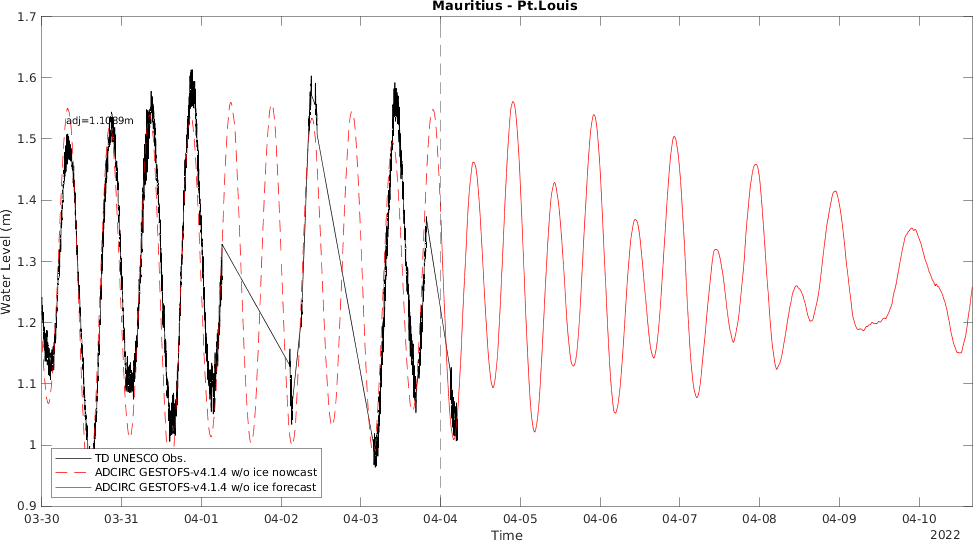 Mauritius - Pt.Louis
1.7
1.6
1.5
1.4
1.3
1.2
1.1
1
0.9
Water Level (m)
adj=1.1089m
TD UNESCO Obs.
ADCIRC GESTOFS-v4.1.4 w/o ice nowcast
ADCIRC GESTOFS-v4.1.4 w/o ice forecast
03-30 03-31 04-01 04-02 04-03 04-04 04-05 04-06 04-07 04-08 04-09 04-10
Time
2022